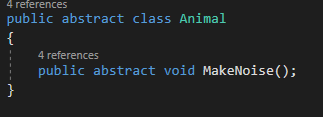 4 references
public abstract class Animal
{
4 references
public abstract void MakeNoise();
}